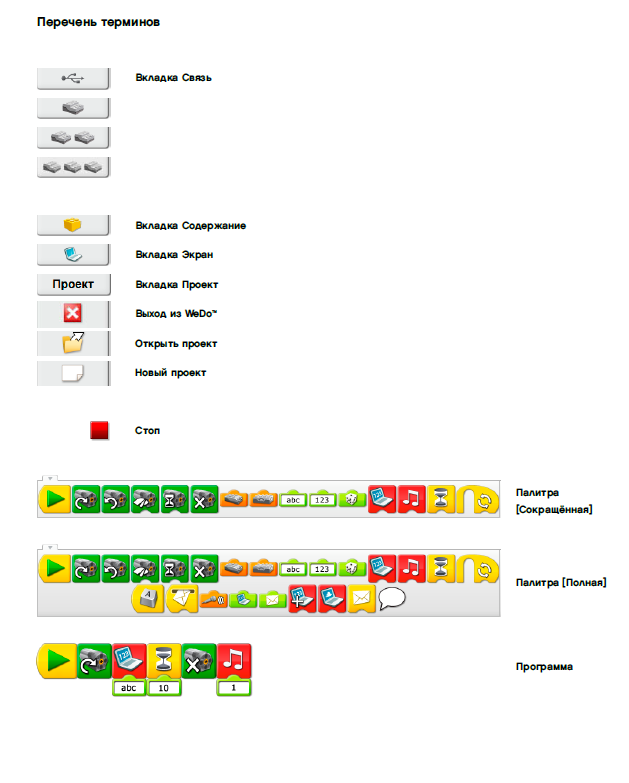 Перечень терминов
Вкладка Связь
Вкладка Содержание
Вкладка Экран
Проект Вкладка Проект
Выход из WeDo™
Открыть проект
Новый проект
Стоп
abc 123
Палитра
[Сокращённая]
abc 123
Палитра [Полная]
A
Программа
abc 10 1